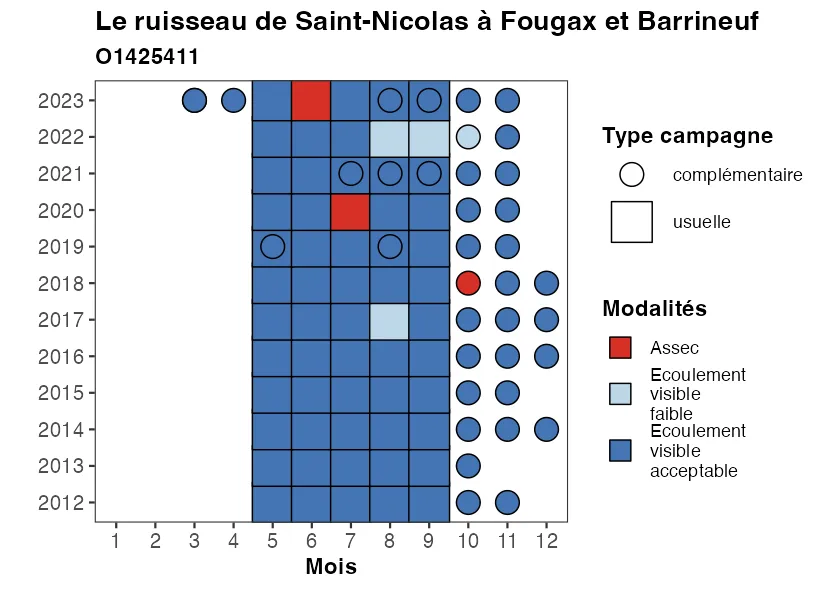 Le ruisseau de Saint-Nicolas à Fougax et Barrineuf
O1425411
2023
2022
2021
2020
2019
2018
2017
2016
2015
2014
2013
2012
1 2 3 4 5 6 7 8 9 10 11 12
Mois
Type campagne
complémentaire
usuelle
Modalités
Assec
Ecoulement
visible
faible
Ecoulement
visible
acceptable